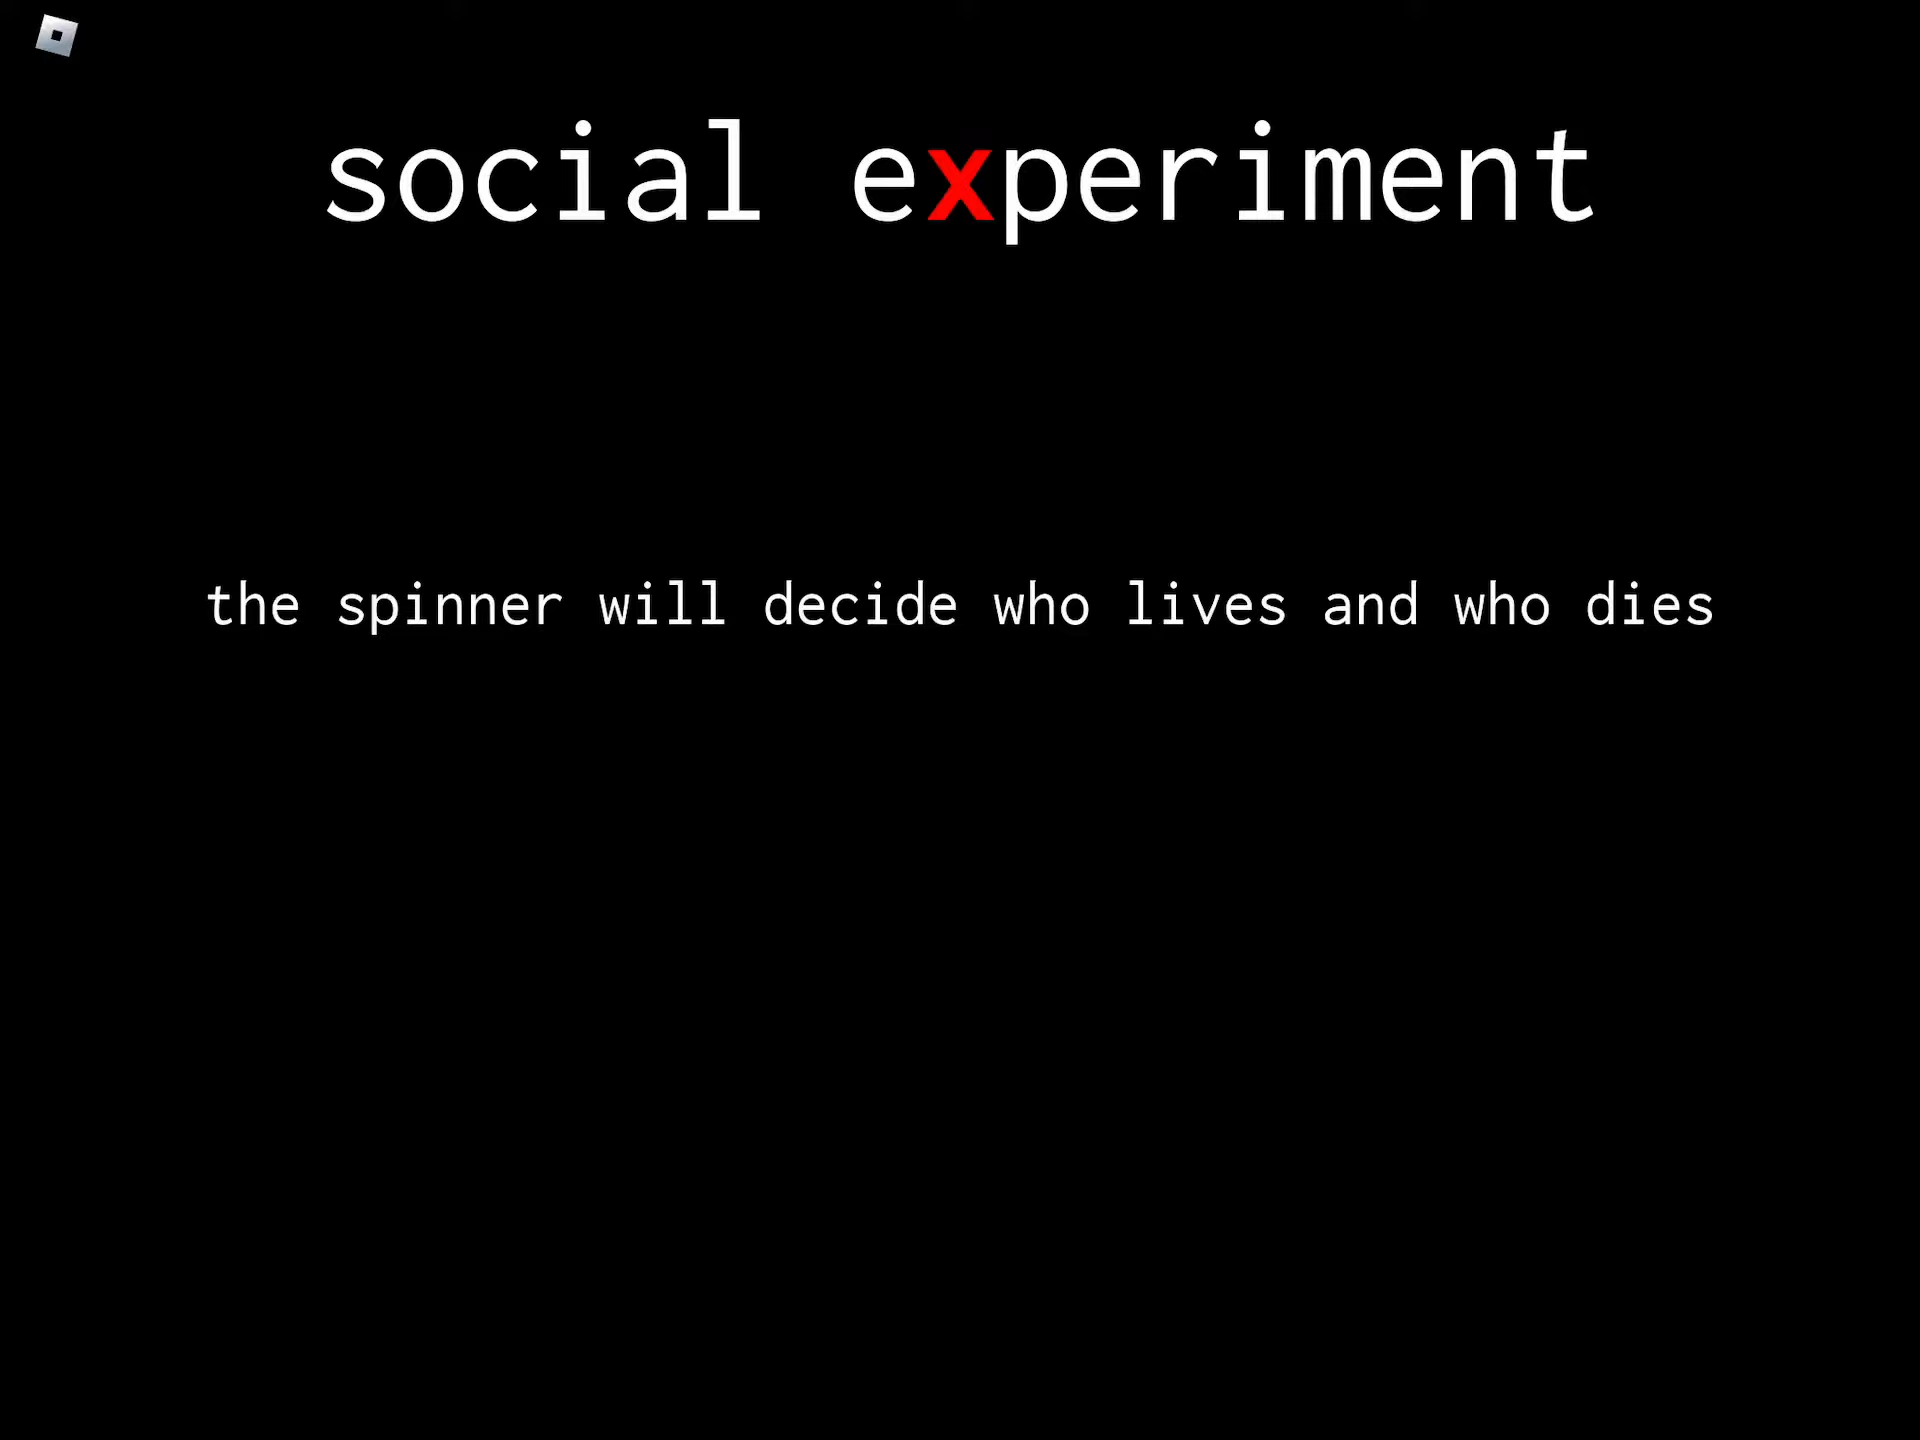 social experiment
the spinner will decide who lives and who dies